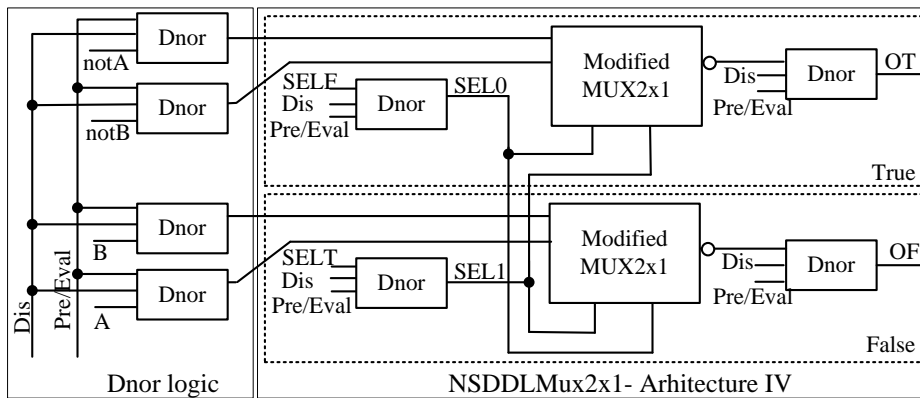 Dnor
notA
Dnor
notB
Dnor
B
Dnor
A
Dis
Pre/Eval
Dnor logic
SELF
Dis
Pre/Eval
Dnor
SEL0
Modified
MUX2x1
Dis
Pre/Eval
Dnor
OT
True
SELT
Dis
Pre/Eval
Dnor
SEL1
Modified
MUX2x1
Dis
Pre/Eval
Dnor
OF
False
NSDDLMux2x1- Arhitecture IV